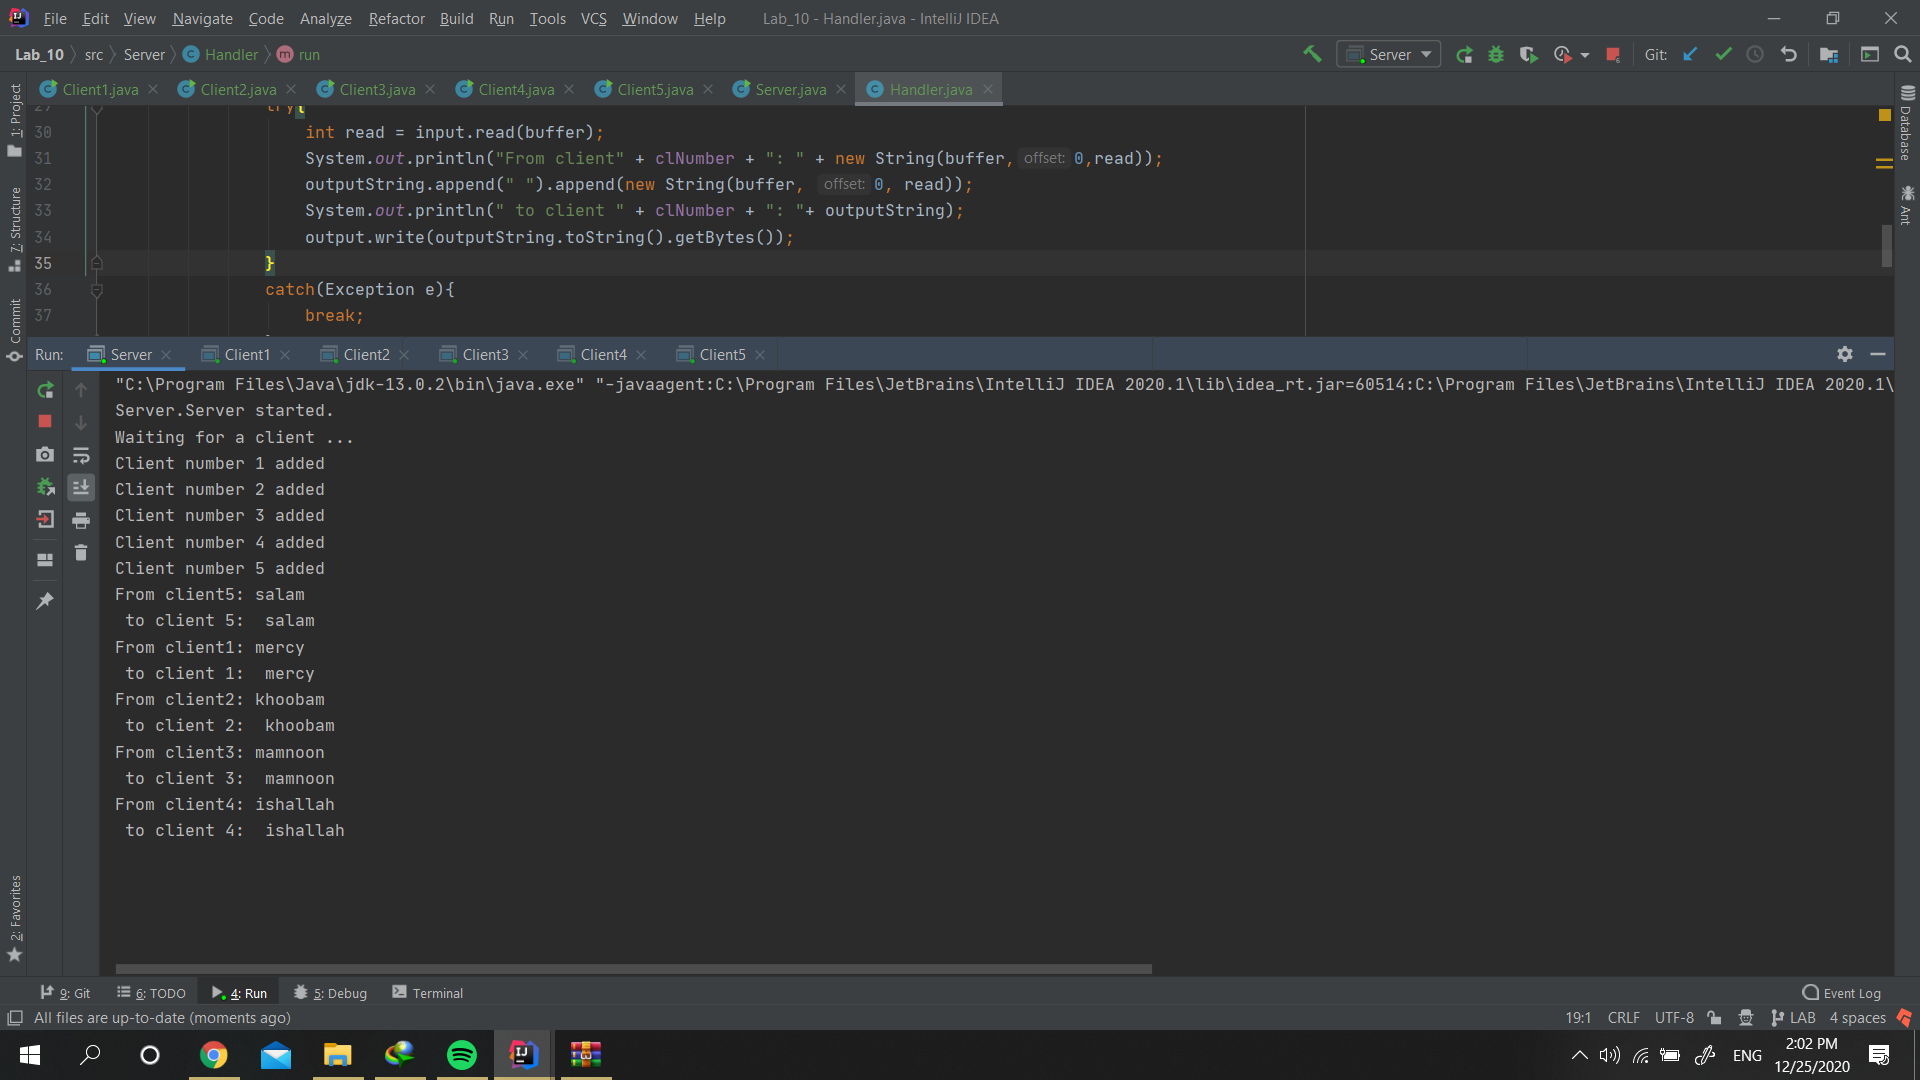 File Edit View Navigate Code Analyze Refactor Build Run Tools VCS Window Help Lab_10 - Handler.java - IntelliJ IDEA
Lab_10 src Server Handler run Server Git:
Client1.java Client2.java Client3.java Client4.java Client5.java Server.java Handler.java
1: Project
7: Structure
Commit
2: Favorites
Database
Ant
29 try{
30 int read = input.read(buffer);
31 System.out.println("From client" + clNumber + ": " + new String(buffer, offset: 0,read));
32 outputString.append(" ").append(new String(buffer, offset: 0, read));
33 System.out.println(" to client " + clNumber + ": "+ outputString);
34 output.write(outputString.toString().getBytes());
35 }
36 catch(Exception e){
37 break;
Run: Server Client1 Client2 Client3 Client4 Client5
"C:\Program Files\Java\jdk-13.0.2\bin\java.exe" "-javaagent:C:\Program Files\JetBrains\IntelliJ IDEA 2020.1\lib\idea_rt.jar=60514:C:\Program Files\JetBrains\IntelliJ IDEA 2020.1\
Server.Server started.
Waiting for a client ...
Client number 1 added
Client number 2 added
Client number 3 added
Client number 4 added
Client number 5 added
From client5: salam
 to client 5:  salam
From client1: mercy
 to client 1:  mercy
From client2: khoobam
 to client 2:  khoobam
From client3: mamnoon
 to client 3:  mamnoon
From client4: ishallah
 to client 4:  ishallah
9: Git 6: TODO 4: Run 5: Debug Terminal Event Log
All files are up-to-date (moments ago) 19:1 CRLF UTF-8 LAB 4 spaces
ENG 2:02 PM
12/25/2020